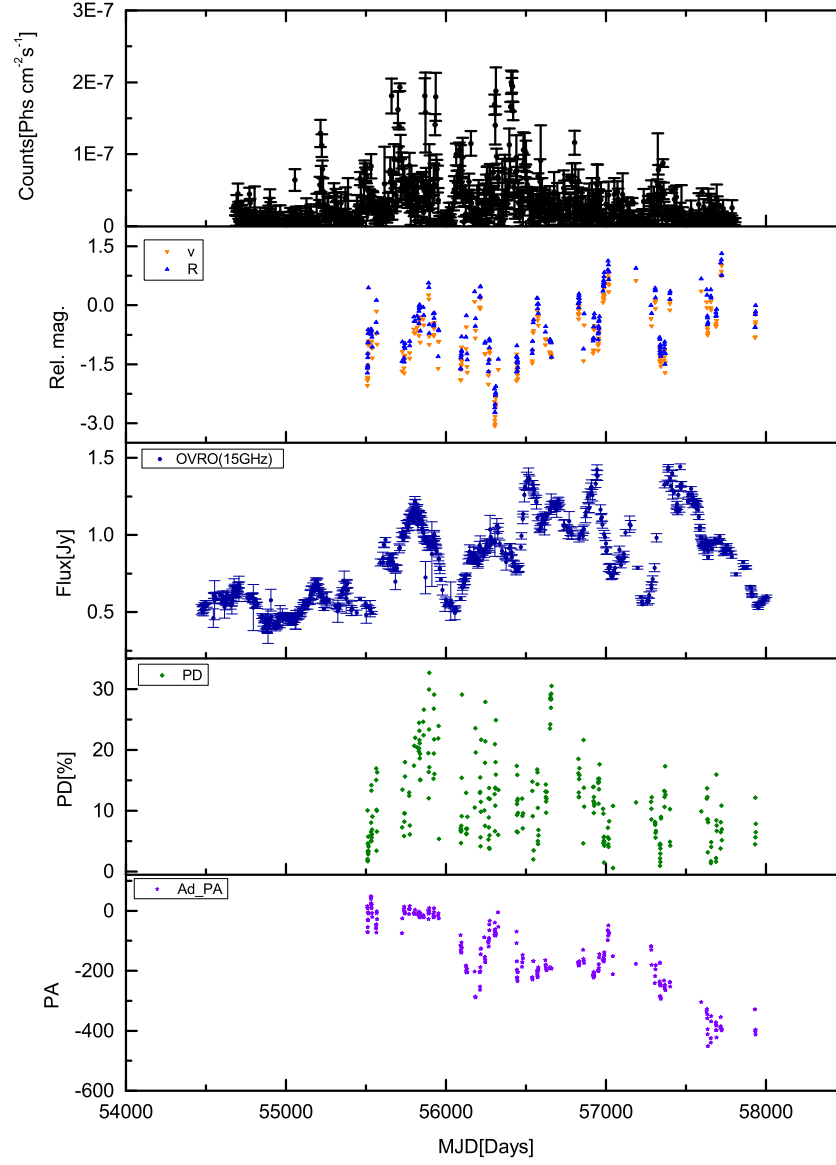 3E-7
2E-7
1E-7
0
Counts[Phs cm-2s-1]
v
R
1.5
0.0
-1.5
-3.0
Rel. mag.
OVRO(15GHz)
1.5
1.0
0.5
Flux[Jy]
PD
30
20
10
0
PD[%]
Ad_PA
0
-200
-400
-600
PA
54000 55000 56000 57000 58000
MJD[Days]